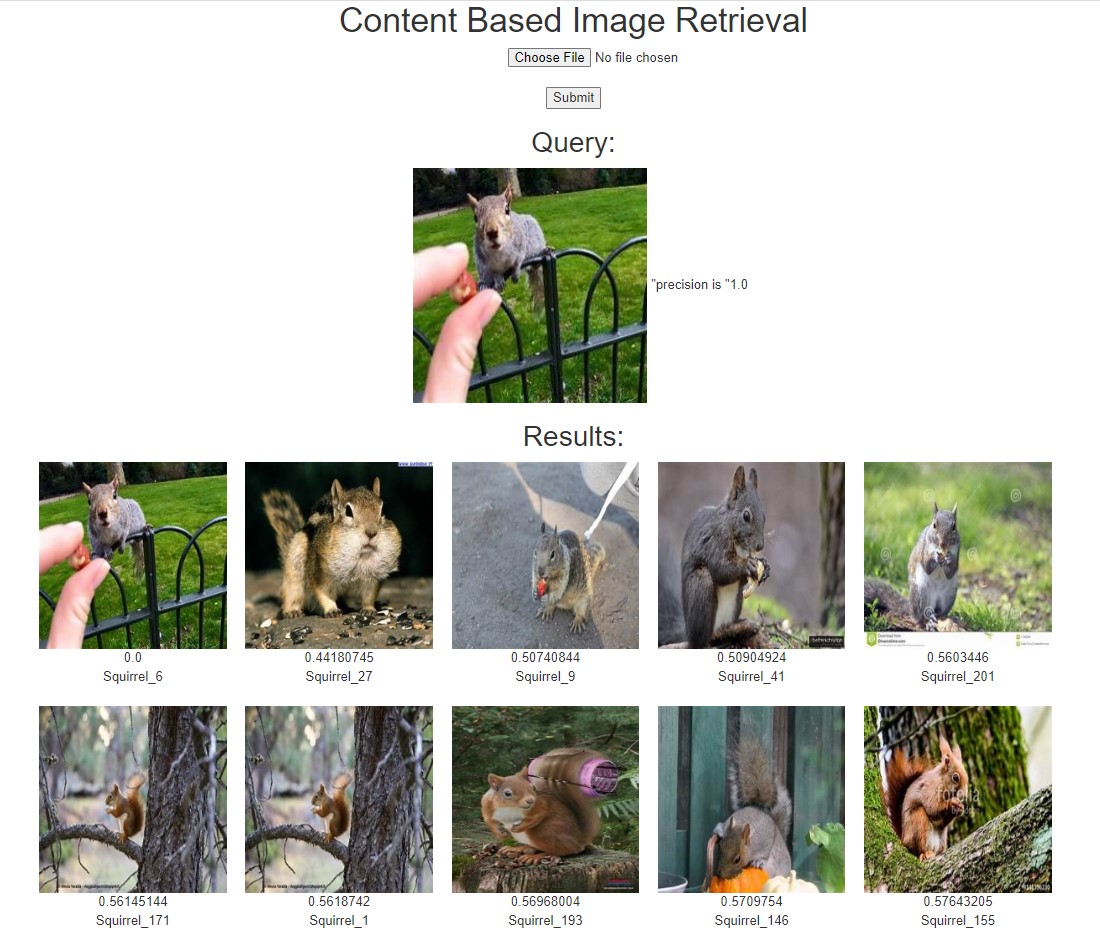 Content Based Image Retrieval
Choose File No file chosen
Submit
Query:
"precision is "1.0
Results:
0.0
Squirrel_6
0.44180745
Squirrel_27
0.50740844
Squirrel_9
0.50904924
Squirrel_41
0.5603446
Squirrel_201
0.56145144
Squirrel_171
0.5618742
Squirrel_1
0.56968004
Squirrel_193
fotolia
0.5709754
Squirrel_146
0.57643205
Squirrel_155